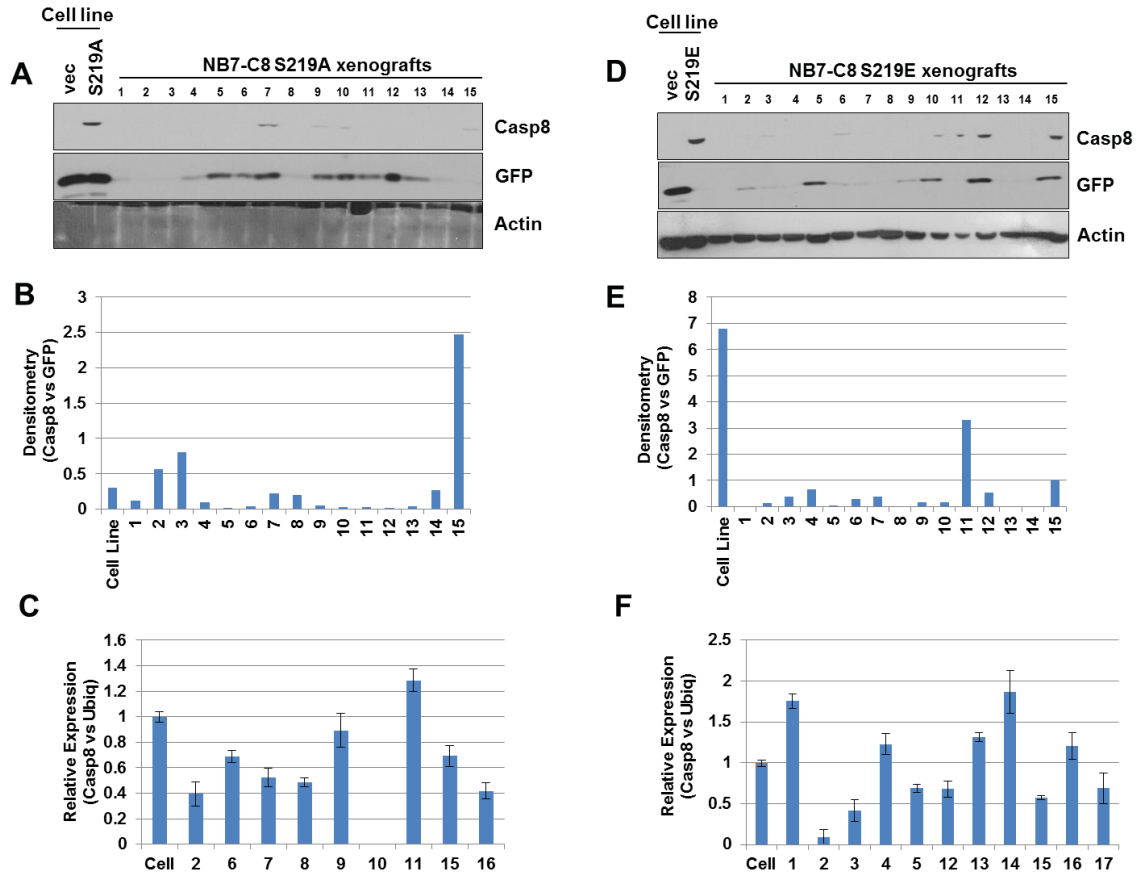 Cell line
A
vec
S219A
NB7-C8 S219A xenografts
1 2 3 4 5 6 7 8 9 10 11 12 13 14 15
Casp8
GFP
Actin
B
Densitometry
(Casp8 vs GFP)
3
2.5
2
1.5
1
0.5
0
Cell Line 1 2 3 4 5 6 7 8 9 10 11 12 13 14 15
C
Relative Expression
(Casp8 vs Ubiq)
1.6
1.4
1.2
1
0.8
0.6
0.4
0.2
0
Cell 2 6 7 8 9 10 11 15 16
Cell line
D
vec
S219E
NB7-C8 S219E xenografts
1 2 3 4 5 6 7 8 9 10 11 12 13 14 15
Casp8
GFP
Actin
E
Densitometry
(Casp8 vs GFP)
8
7
6
5
4
3
2
1
0
Cell Line 1 2 3 4 5 6 7 8 9 10 11 12 13 14 15
F
Relative Expression
(Casp8 vs Ubiq)
2.5
2
1.5
1
0.5
0
Cell 1 2 3 4 5 12 13 14 15 16 17